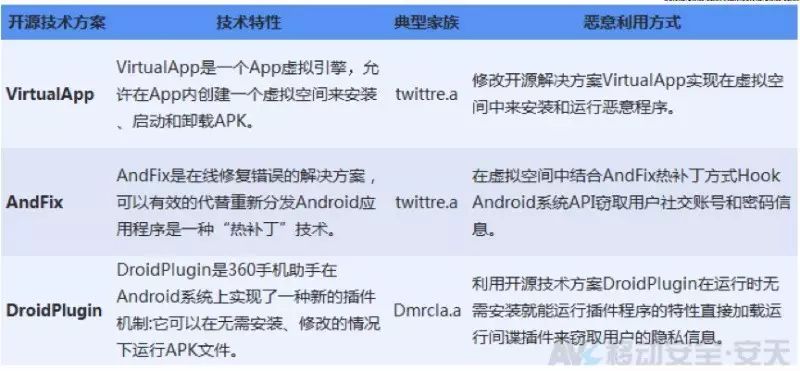 开源技术方案 技术特性 典型家族 恶意利用方式
VirtualApp是一个App虚拟引擎，允
许在App内创建一个虚拟空间来安装
、启动和卸载APK。
VirtualApp
twittre.a
修改开源解决方案VirtualApp实现在虚拟空
间中来安装和运行恶意程序。
AndFix是在线修复错误的解决方案，
可以有效的代替重新分发Android应
用程序是一种“热补丁”技术。
AndFix
twittre.a
在虚拟空间中结合AndFix热补丁方式Hook
Android系统API窃取用户社交账号和密码信
息。
DroidPlugin是360手机助手在
Android系统上实现了一种新的插件
机制:它可以在无需安装、修改的情况
下运行APK文件。
DroidPlugin
Dmrcla.a
利用开源技术方案DroidPlugin在运行时无
需安装就能运行插件程序的特性直接加载运
行间谍插件来窃取用户的隐私信息。
AVL移动安全·安天